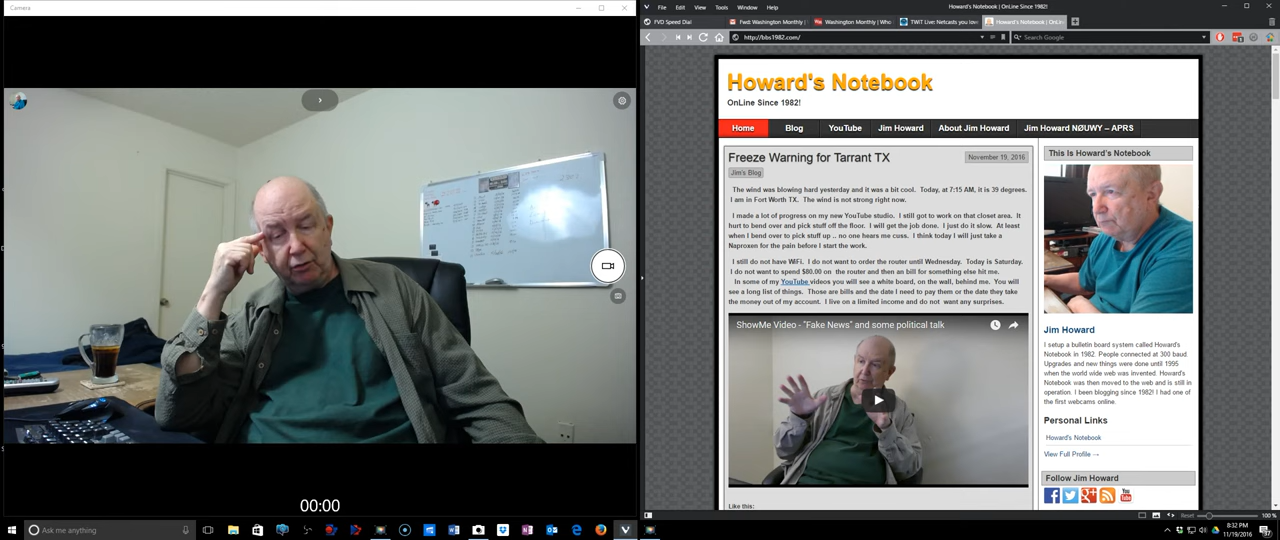 Camera
00:00
Howard's Notebook | OnLine Since 1982!
File Edit View Tools Window Help
FVD Speed Dial
Fwd: Washington Monthly |
Washington Monthly | Who
TWiT Live: Netcasts you lov
Howard's Notebook | OnLi
http://bbs1982.com/
Search Google
Howard's Notebook
OnLine Since 1982!
Home Blog YouTube Jim Howard About Jim Howard Jim Howard NØUWY – APRS
Freeze Warning for Tarrant TX
November 19, 2016
Jim's Blog
The wind was blowing hard yesterday and it was a bit cool. Today, at 7:15 AM, it is 39 degrees.
I am in Fort Worth TX. The wind is not strong right now.
I made a lot of progress on my new YouTube studio. I still got to work on that closet area. It
hurt to bend over and pick stuff off the floor. I will get the job done. I just do it slow. At least
when I bend over to pick stuff up .. no one hears me cuss. I think today I will just take a
Naproxen for the pain before I start the work.
I still do not have WiFi. I do not want to order the router until Wednesday. Today is Saturday.
I do not want to spend $80.00 on the router and then an bill for something else hit me.
In some of my YouTube videos you will see a white board, on the wall, behind me. You will
see a long list of things. Those are bills and the date I need to pay them or the date they take
the money out of my account. I live on a limited income and do not want any surprises.
ShowMe Video - "Fake News" and some political talk
Like this:
This Is Howard's Notebook
Jim Howard
I setup a bulletin board system called Howard's
Notebook in 1982. People connected at 300 baud.
Upgrades and new things were done until 1995
when the world wide web was invented. Howard's
Notebook was then moved to the web and is still in
operation. I been blogging since 1982! I had one of
the first webcams online.
Personal Links
Howard's Notebook
View Full Profile →
Follow Jim Howard
You
Tube
Reset
100 %
Ask me anything
8:32 PM
11/19/2016